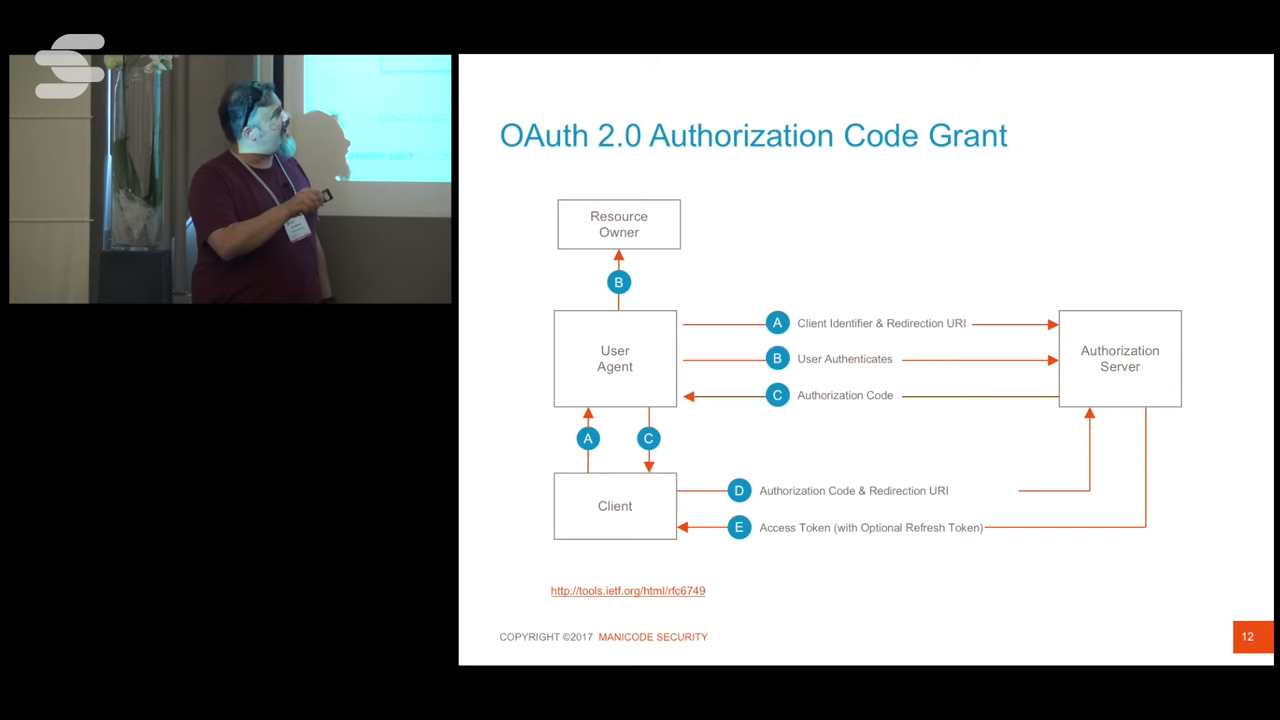 OAuth 2.0 Authorization Code Grant
Resource
Owner
B
User
Agent
A Client Identifier & Redirection URI
B User Authenticates
C Authorization Code
Authorization
Server
A
C
Client
D Authorization Code & Redirection URI
E Access Token (with Optional Refresh Token)
http://tools.ietf.org/html/rfc6749
COPYRIGHT ©2017 MANICODE SECURITY
12